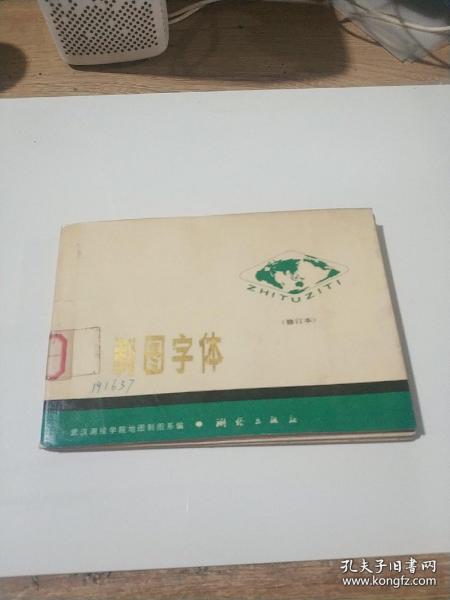 ZHITUZITI
(修订本)
制图字体
191637
武汉测绘学院地图制图系编 ● 测绘出版社
孔夫子旧书网
www.kongfz.com